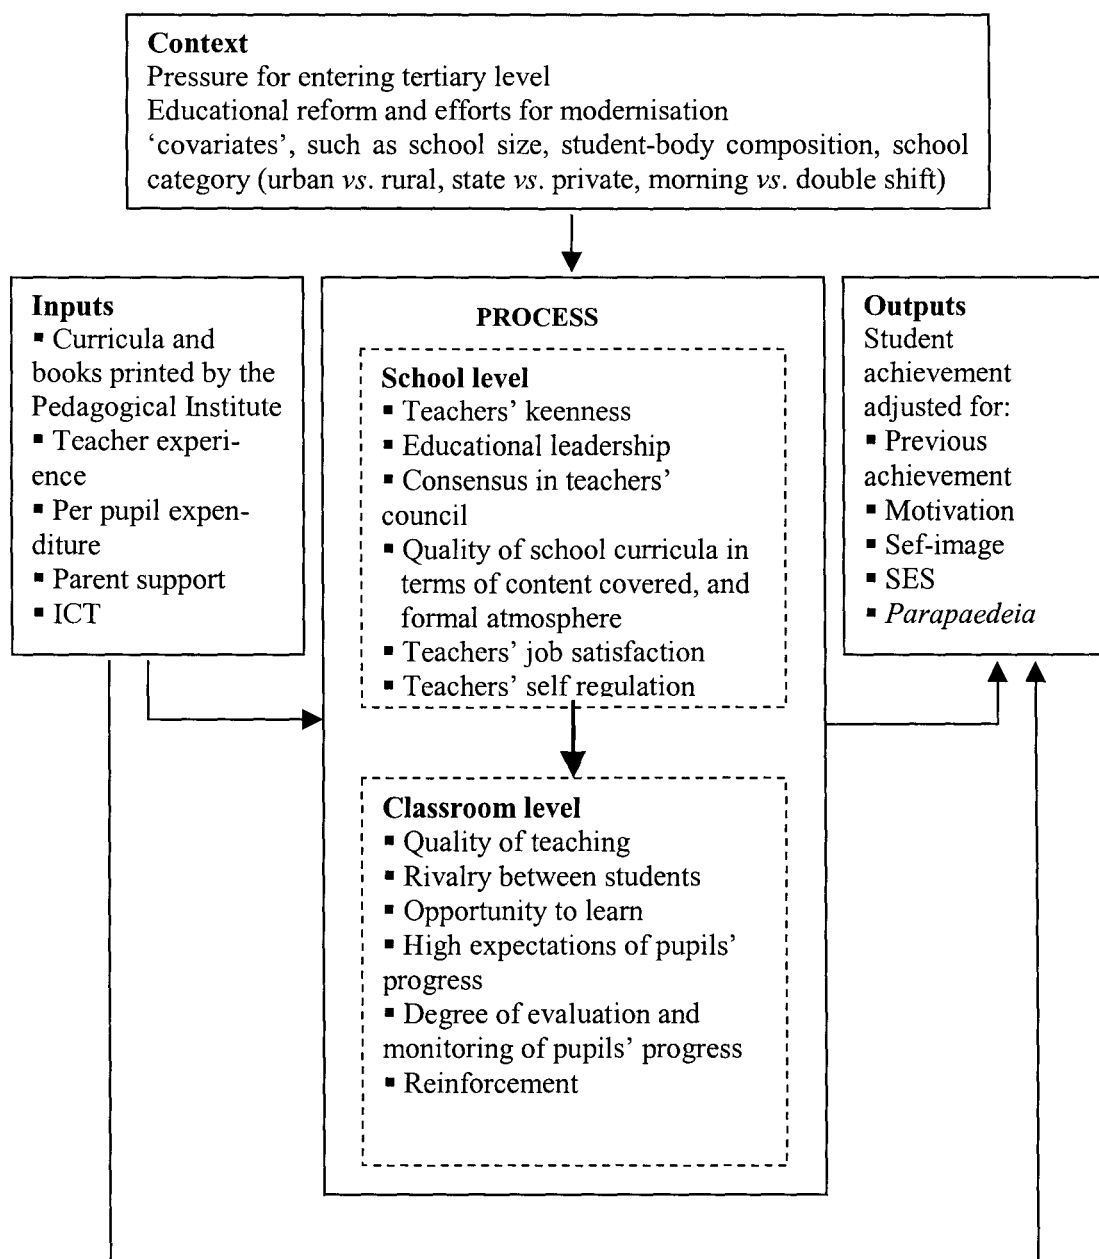 Context
Pressure for entering tertiary level
Educational reform and efforts for modernisation
‘covariates’, such as school size, student-body composition, school
category (urban vs. rural, state vs. private, morning vs. double shift)
Inputs
▪ Curricula and
books printed by the
Pedagogical Institute
▪ Teacher experi-
ence
▪ Per pupil expen-
diture
▪ Parent support
▪ ICT
PROCESS
School level
▪ Teachers’ keenness
▪ Educational leadership
▪ Consensus in teachers’
council
▪ Quality of school curricula in
terms of content covered, and
formal atmosphere
▪ Teachers’ job satisfaction
▪ Teachers’ self regulation
Classroom level
▪ Quality of teaching
▪ Rivalry between students
▪ Opportunity to learn
▪ High expectations of pupils’
progress
▪ Degree of evaluation and
monitoring of pupils’ progress
▪ Reinforcement
Outputs
Student
achievement
adjusted for:
▪ Previous
achievement
▪ Motivation
▪ Sef-image
▪ SES
▪ Parapaedeia